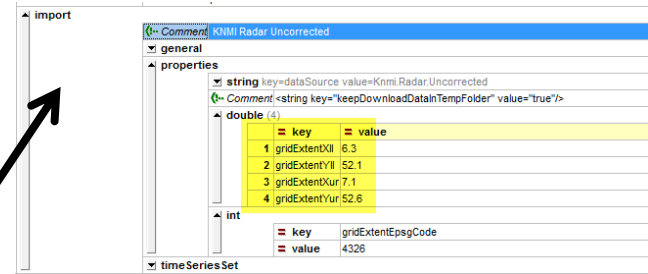 import
Comment KNMI Radar Uncorrected
general
properties
string key=dataSource value=Knmi.Radar.Uncorrected
Comment <string key="keepDownloadDataInTempFolder" value="true"/>
double (4)
= key = value
1 gridExtentXll 6.3
2 gridExtentYll 52.1
3 gridExtentXur 7.1
4 gridExtentYur 52.6
int
= key gridExtentEpsgCode
= value 4326
timeSeriesSet